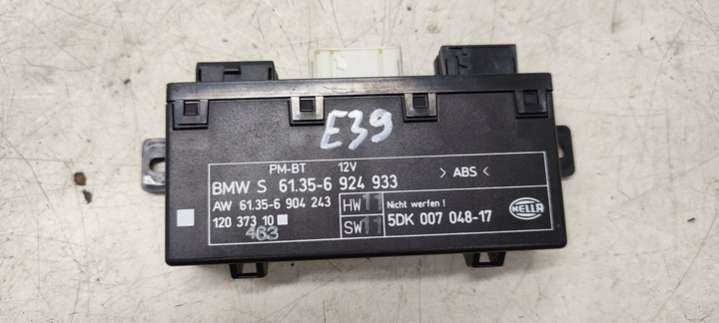 E39
PM-BT 12V
BMW S 61.35-6 924 933 > ABS <
AW 61.35-6 904 243 HW 11 Nicht werfen !
120 373 10 SW 11 5DK 007 048-17
463
HELLA